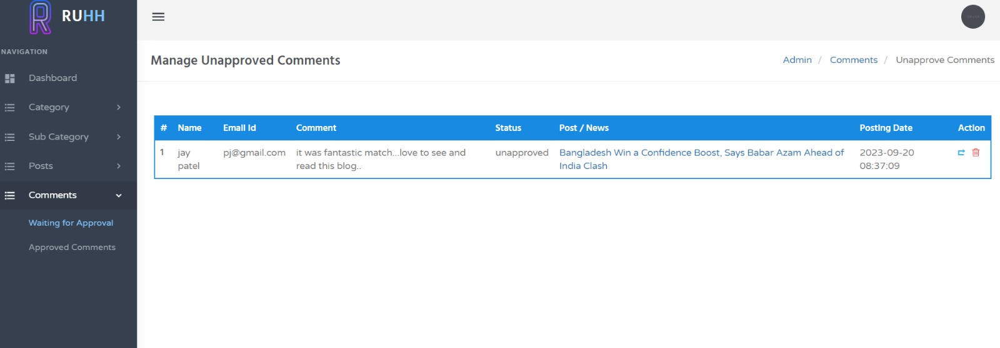 RUHH
NAVIGATION
Dashboard
Category
Sub Category
Posts
Comments
Waiting for Approval
Approved Comments
Manage Unapproved Comments
Admin / Comments / Unapprove Comments
# Name Email Id Comment Status Post / News Posting Date Action
1 jay pj@gmail.com it was fantastic match...love to see and unapproved Bangladesh Win a Confidence Boost, Says Babar Azam Ahead of 2023-09-20
patel read this blog.. India Clash 08:37:09